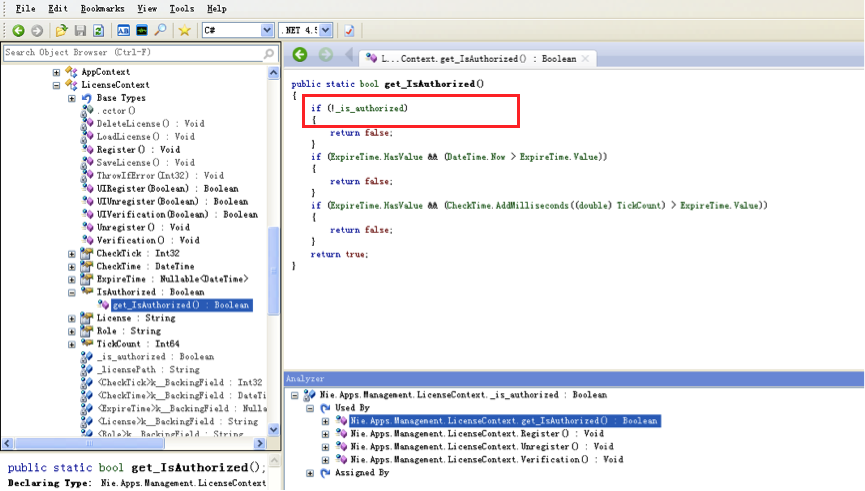 File Edit Bookmarks View Tools Help
C# .NET 4.5
Search Object Browser (Ctrl-F)
L...Context.get_IsAuthorized() : Boolean
AppContext
LicenseContext
Base Types
.cctor()
DeleteLicense() : Void
LoadLicense() : Void
Register() : Void
SaveLicense() : Void
ThrowIfError(Int32) : Void
UIRegister(Boolean) : Boolean
UIUnregister(Boolean) : Boolean
UIVerification(Boolean) : Boolean
Unregister() : Void
Verification() : Void
CheckTick : Int32
CheckTime : DateTime
ExpireTime : Nullable<DateTime>
IsAuthorized : Boolean
get_IsAuthorized() : Boolean
License : String
Role : String
TickCount : Int64
_is_authorized : Boolean
_licensePath : String
<CheckTick>k__BackingField : Int32
<CheckTime>k__BackingField : DateTi
<ExpireTime>k__BackingField : Nulla
<License>k__BackingField : String
<Role>k__BackingField : String
public static bool get_IsAuthorized();
Declaring Type: Nie.Apps.Management.LicenseContext
public static bool get_IsAuthorized()
{
if (!_is_authorized)
{
return false;
}
if (ExpireTime.HasValue && (DateTime.Now > ExpireTime.Value))
{
return false;
}
if (ExpireTime.HasValue && (CheckTime.AddMilliseconds((double) TickCount) > ExpireTime.Value))
{
return false;
}
return true;
}
Analyzer
Nie.Apps.Management.LicenseContext._is_authorized : Boolean
Used By
Nie.Apps.Management.LicenseContext.get_IsAuthorized() : Boolean
Nie.Apps.Management.LicenseContext.Register() : Void
Nie.Apps.Management.LicenseContext.Unregister() : Void
Nie.Apps.Management.LicenseContext.Verification() : Void
Assigned By